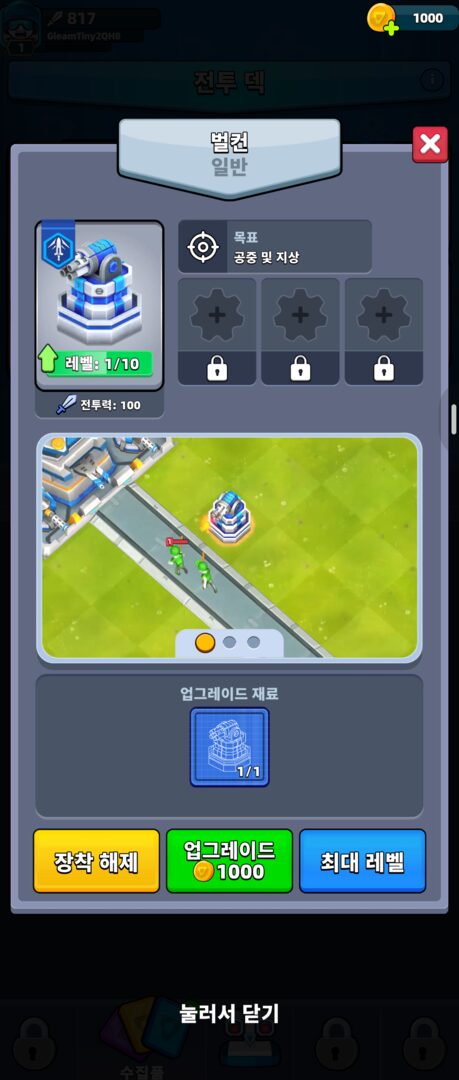 817
1000
GleamTiny2QH8
1
전투 덱
벌컨
일반
목표
공중 및 지상
레벨: 1/10
전투력: 100
1
업그레이드 재료
1/1
장착 해제
업그레이드
1000
최대 레벨
눌러서 닫기
수집품